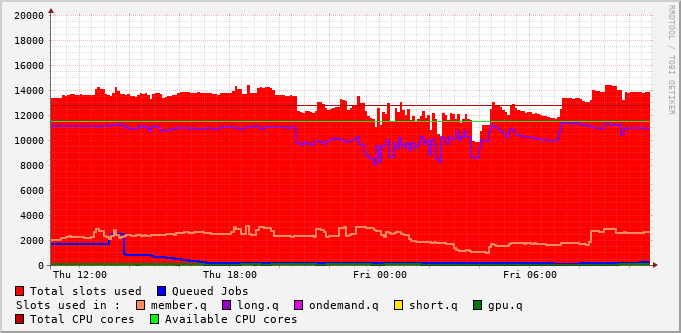 20000
18000
16000
14000
12000
10000
8000
6000
4000
2000
0
Thu 12:00 Thu 18:00 Fri 00:00 Fri 06:00
RRDTOOL / TOBI OETIKER
Total slots used Queued Jobs
Slots used in : member.q long.q ondemand.q short.q gpu.q
Total CPU cores Available CPU cores